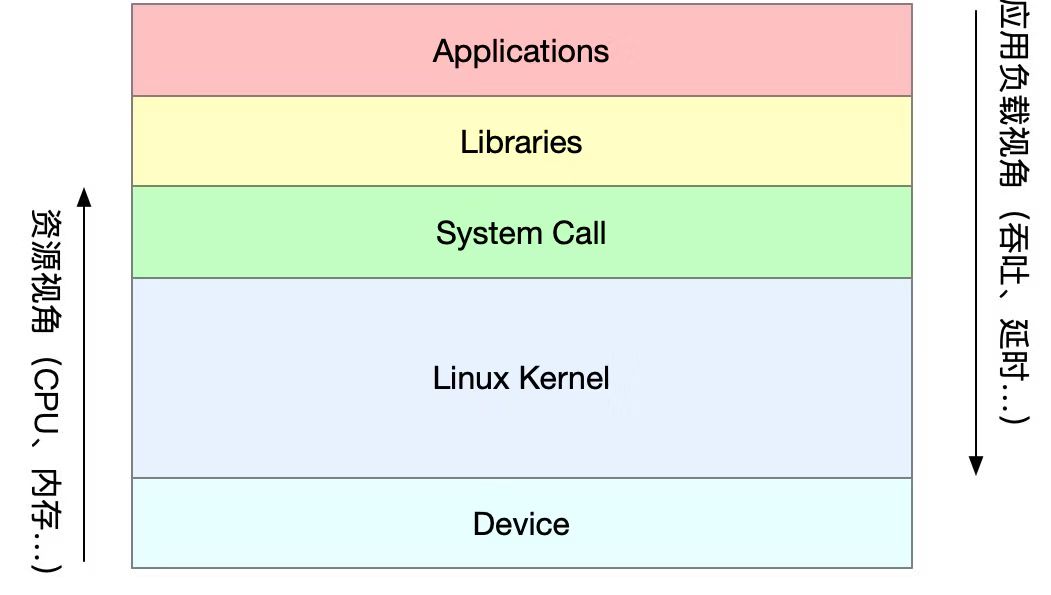 Applications
Libraries
System Call
Linux Kernel
Device
资源视角（CPU、内存…）
应用负载视角（吞吐、延时…）